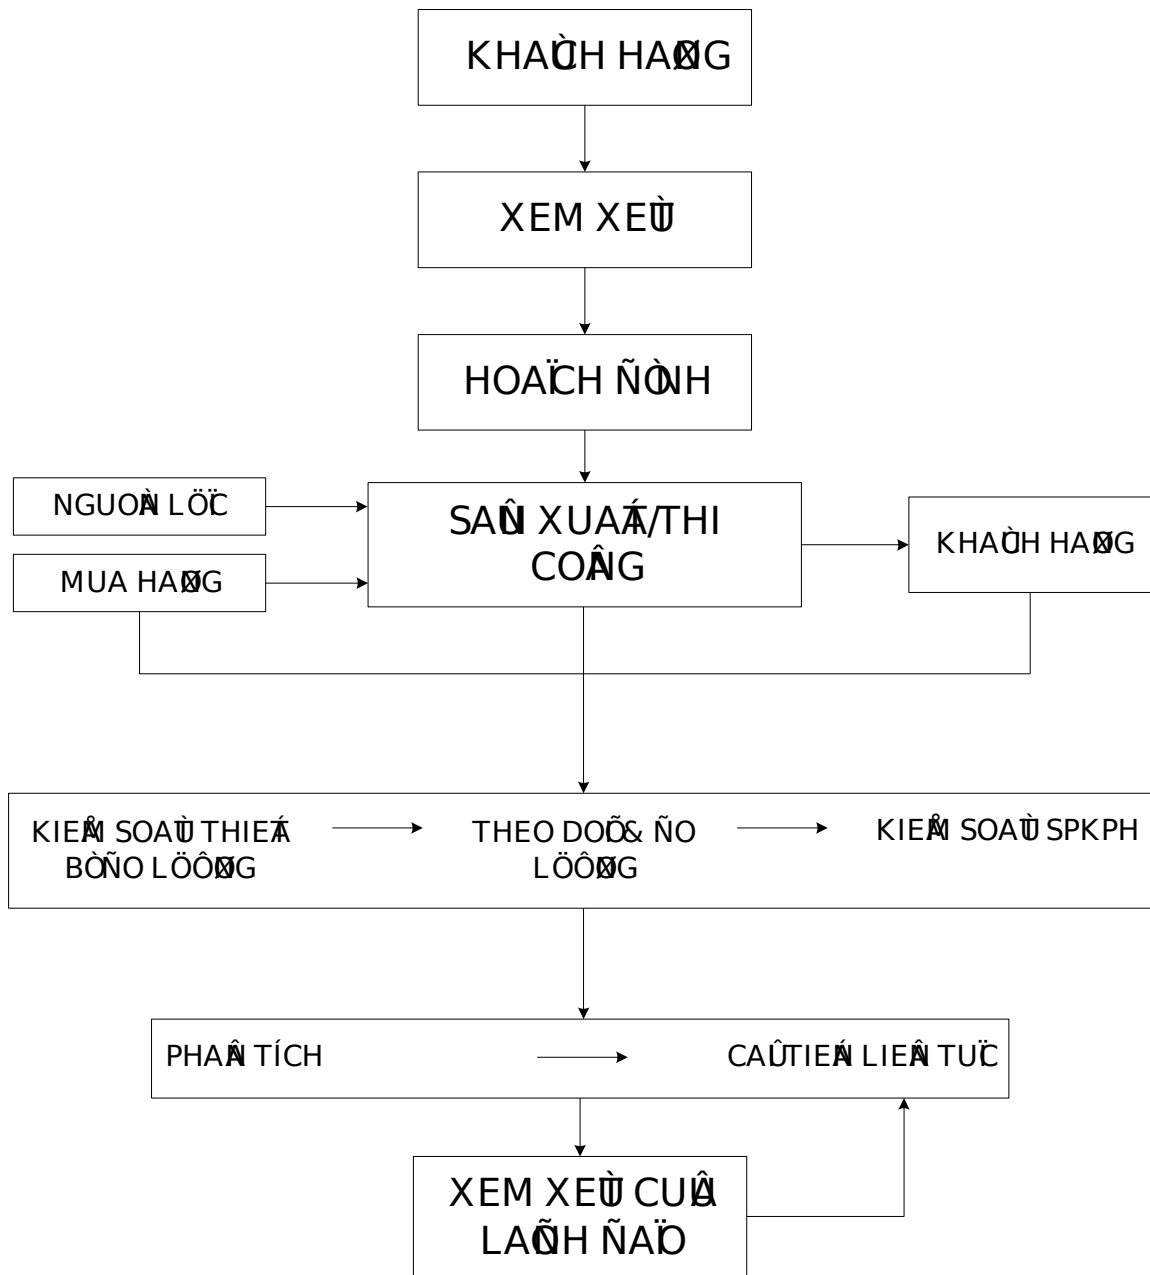 KHAÙCH HAØNG
XEM XEÙT
HOAÏCH ÑÒNH
NGUOÀN LÖÏC
MUA HAØNG
SAÛN XUAÁT/THI
COÂNG
KHAÙCH HAØNG
KIEÅM SOAÙT THIEÁT
BÒ ÑO LÖÔØNG
THEO DOÕI & ÑO
LÖÔØNG
KIEÅM SOAÙT SPKPH
PHAÂN TÍCH
CAÛI TIEÁN LIEÂN TUÏC
XEM XEÙT CUÛA
LAÕNH ÑAÏO